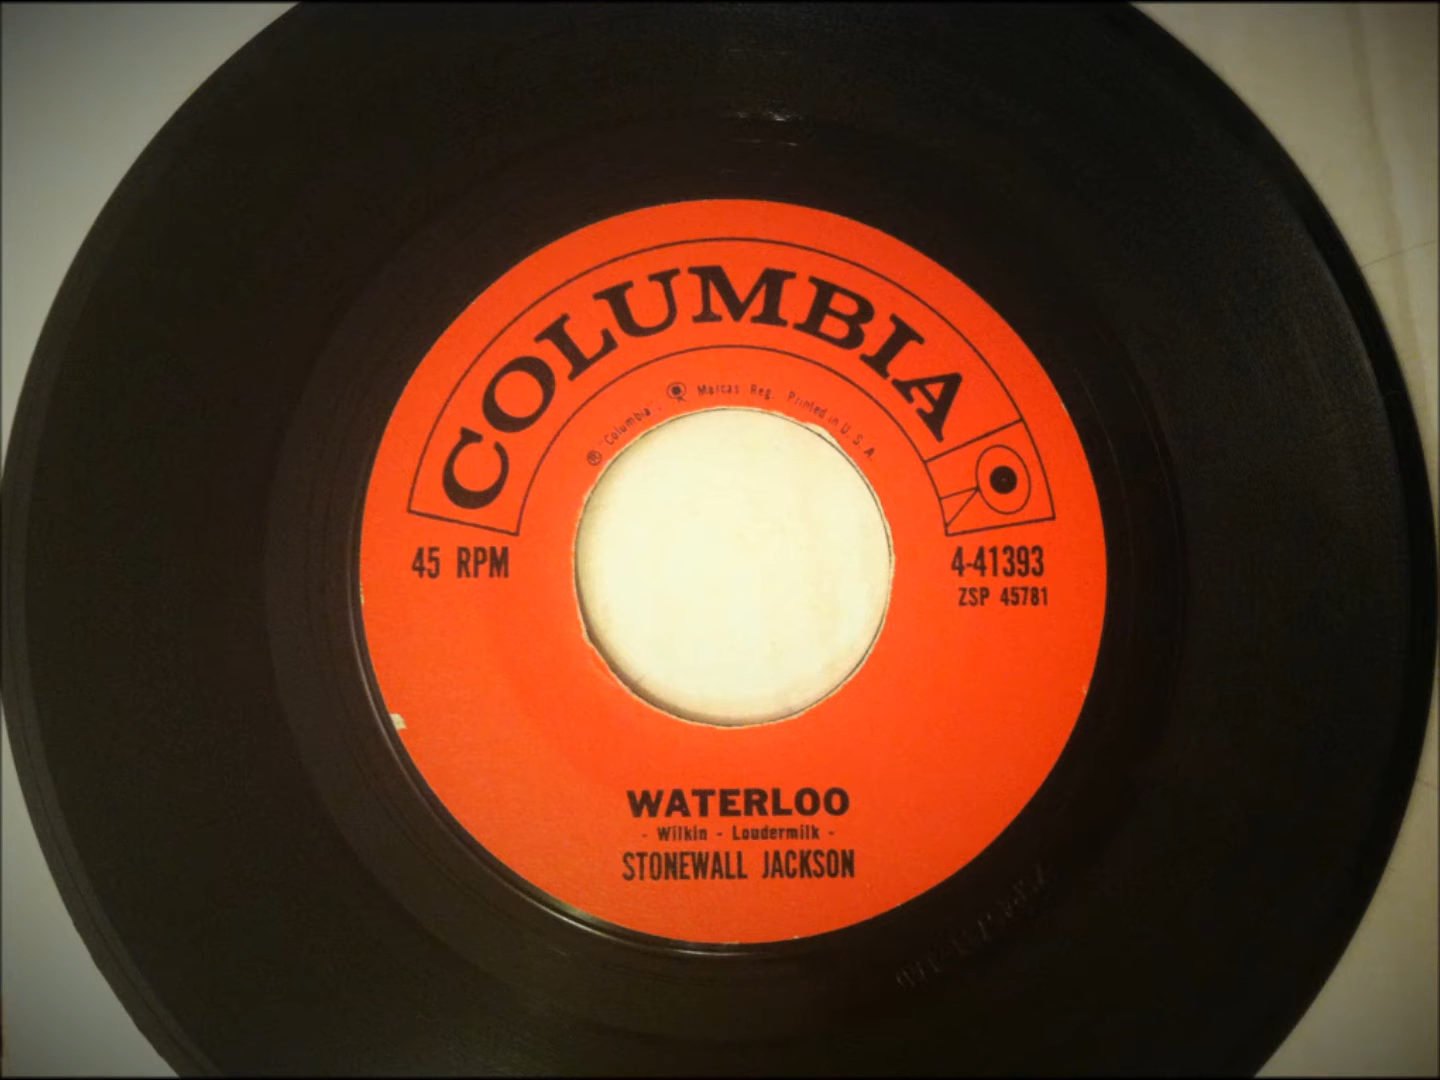 COLUMBIA
® "Columbia", Marcas Reg. Printed in U. S. A.
45 RPM
4-41393
ZSP 45781
WATERLOO
- Wilkin - Loudermilk -
STONEWALL JACKSON